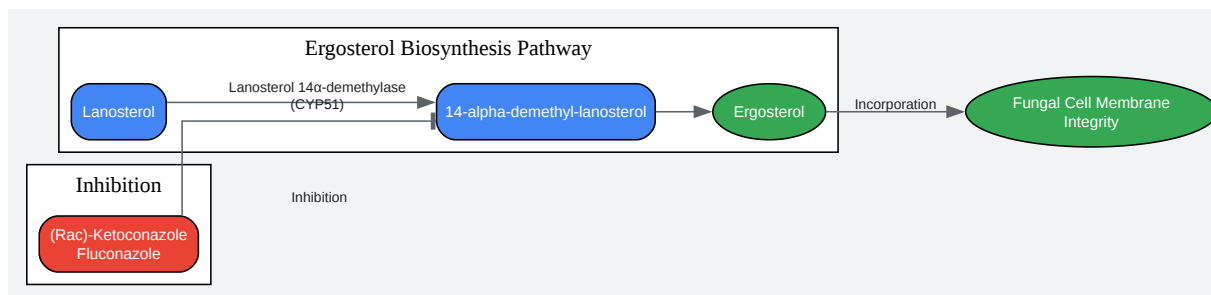 Ergosterol Biosynthesis Pathway
Lanosterol
Lanosterol 14α-demethylase
(CYP51)
14-alpha-demethyl-lanosterol
Ergosterol
Incorporation
Fungal Cell Membrane
Integrity
Inhibition
Inhibition
(Rac)-Ketoconazole
Fluconazole